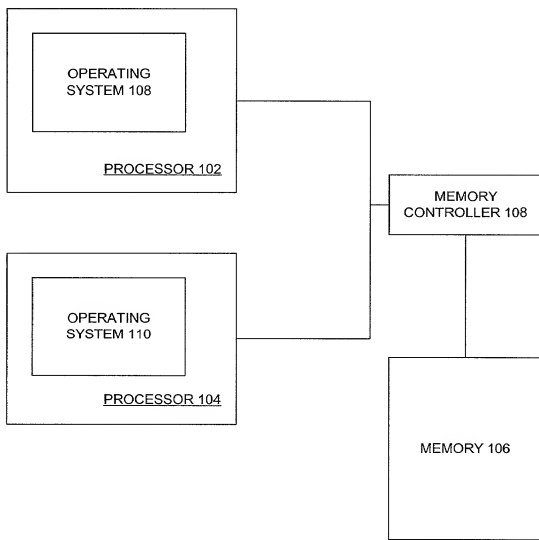 OPERATING
SYSTEM 108
PROCESSOR 102
MEMORY
CONTROLLER 108
OPERATING
SYSTEM 110
PROCESSOR 104
MEMORY 106